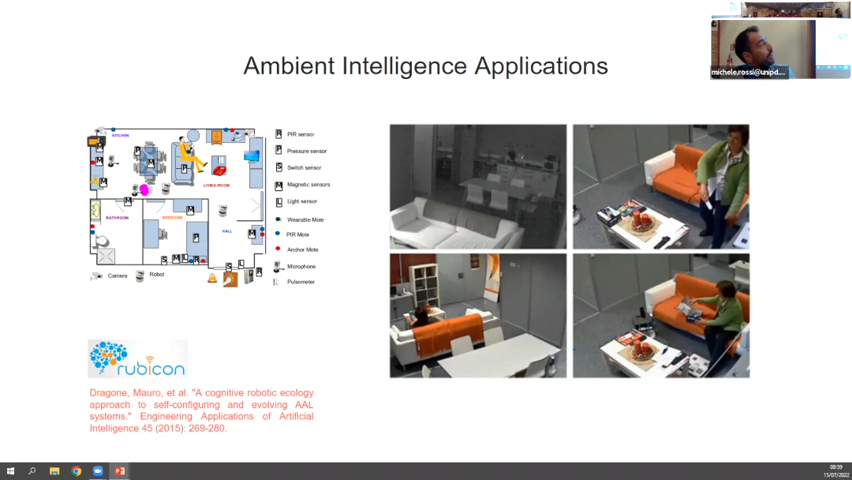 michele.rossi@unipd....
Ambient Intelligence Applications
KITCHEN
LIVING ROOM
BATHROOM
BEDROOM
HALL
R PIR sensor
P Pressure sensor
S Switch sensor
M Magnetic sensors
L Light sensor
Wearable Mote
PIR Mote
Anchor Mote
Microphone
Pulsometer
Camera
Robot
rubicon
Dragone, Mauro, et al. "A cognitive robotic ecology
approach to self-configuring and evolving AAL
systems." Engineering Applications of Artificial
Intelligence 45 (2015): 269-280.
08:39
15/07/2022